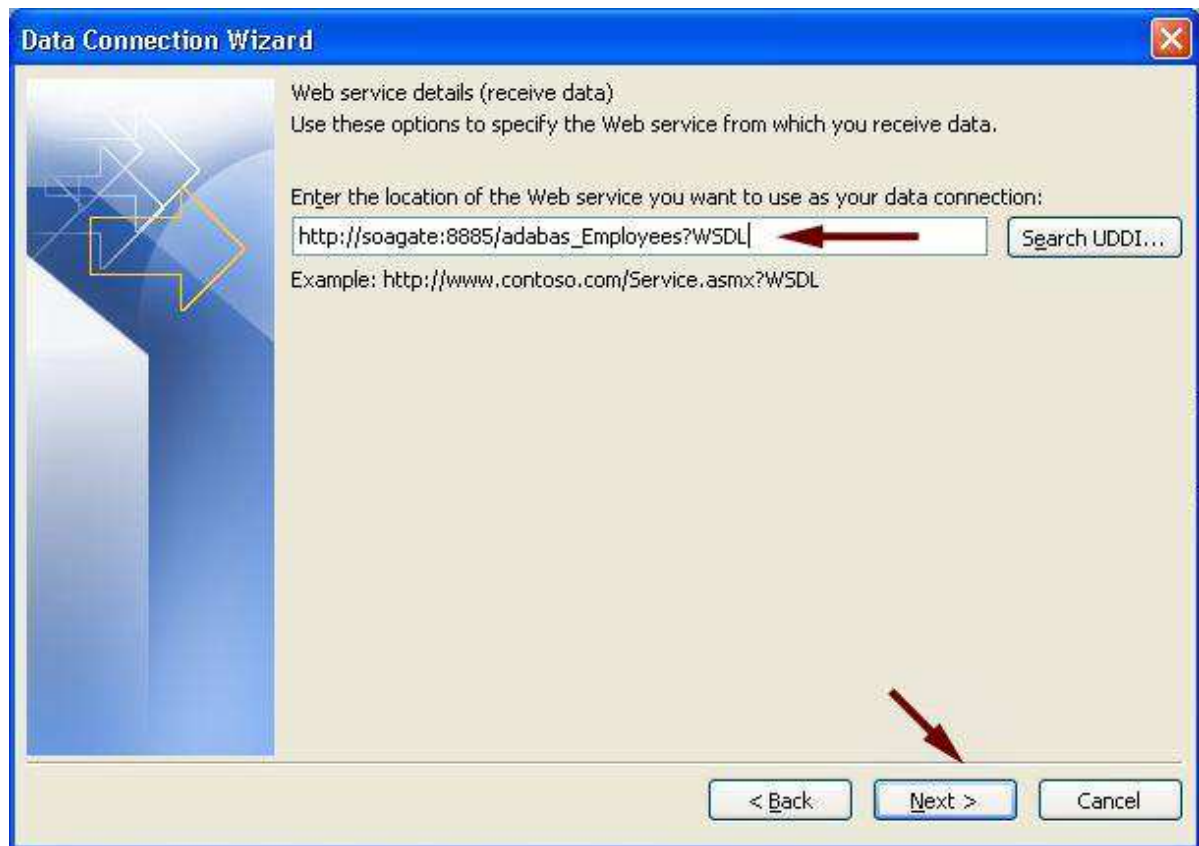 Data Connection Wizard
Web service details (receive data)
Use these options to specify the Web service from which you receive data.
Enter the location of the Web service you want to use as your data connection:
http://soagate:8885/adabas_Employees?WSDL
Search UDDI...
Example: http://www.contoso.com/Service.asmx?WSDL
< Back Next > Cancel